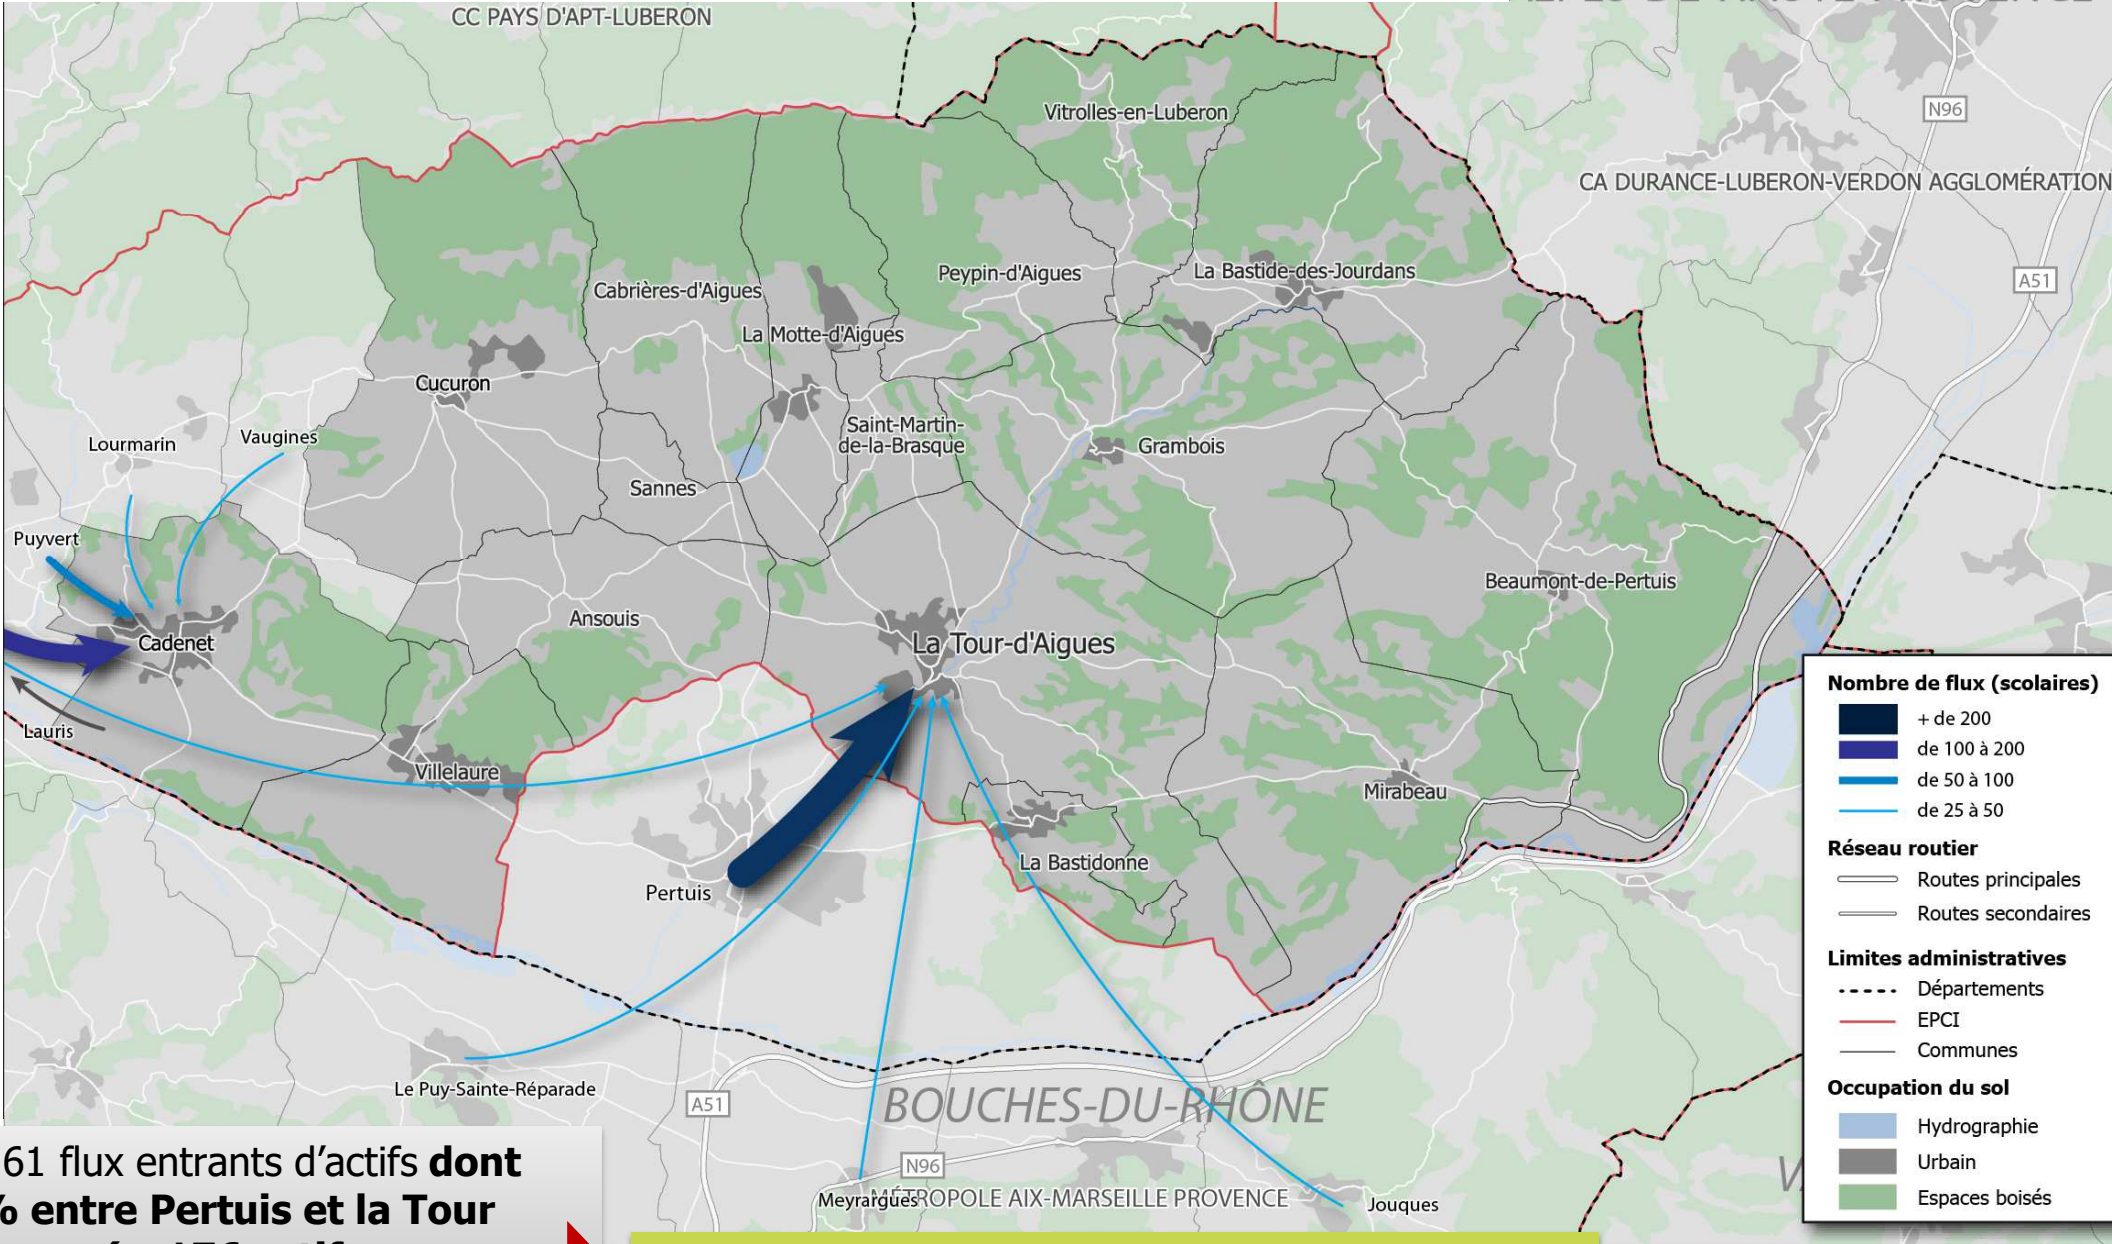 CC PAYS D'APT-LUBERON
Vitrolles-en-Luberon
N96
CA DURANCE-LUBERON-VERDON AGGLOMÉRATION
Peypin-d'Aigues
La Bastide-des-Jourdans
A51
Cabrières-d'Aigues
La Motte-d'Aigues
Cucuron
Saint-Martin-
de-la-Brasque
Grambois
Lourmarin
Vaugines
Sannes
Puyvert
Beaumont-de-Pertuis
Ansouis
Cadenet
La Tour-d'Aigues
Lauris
Villelaure
Mirabeau
La Bastidonne
Pertuis
Le Puy-Sainte-Réparade
A51
BOUCHES-DU-RHÔNE
N96
Meyrargues
MÉTROPOLE AIX-MARSEILLE PROVENCE
Jouques
Nombre de flux (scolaires)
+ de 200
de 100 à 200
de 50 à 100
de 25 à 50
Réseau routier
Routes principales
Routes secondaires
Limites administratives
Départements
EPCI
Communes
Occupation du sol
Hydrographie
Urbain
Espaces boisés
61 flux entrants d'actifs dont
% entre Pertuis et la Tour